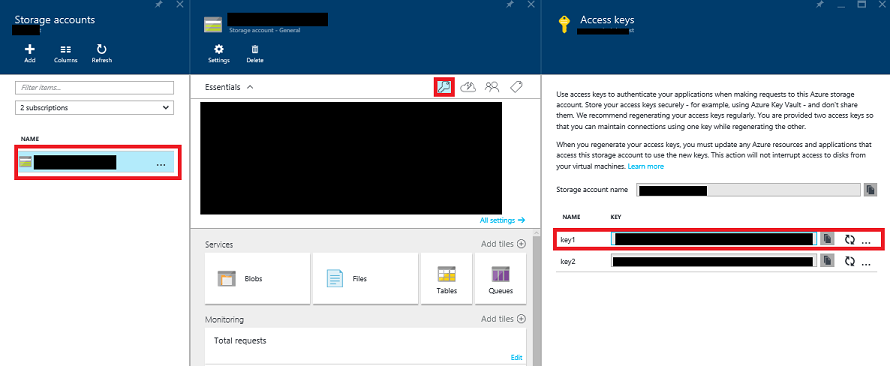 Storage accounts
Add
Columns
Refresh
Filter items...
2 subscriptions
NAME
...
Storage account - General
Settings
Delete
Essentials
All settings
Services
Add tiles
Blobs
Files
Tables
Queues
Monitoring
Add tiles
Total requests
Edit
Access keys
Use access keys to authenticate your applications when making requests to this Azure storage
account. Store your access keys securely - for example, using Azure Key Vault - and don't share
them. We recommend regenerating your access keys regularly. You are provided two access keys so
that you can maintain connections using one key while regenerating the other.
When you regenerate your access keys, you must update any Azure resources and applications that
access this storage account to use the new keys. This action will not interrupt access to disks from
your virtual machines. Learn more
Storage account name
NAME KEY
key1 ...
key2 ...